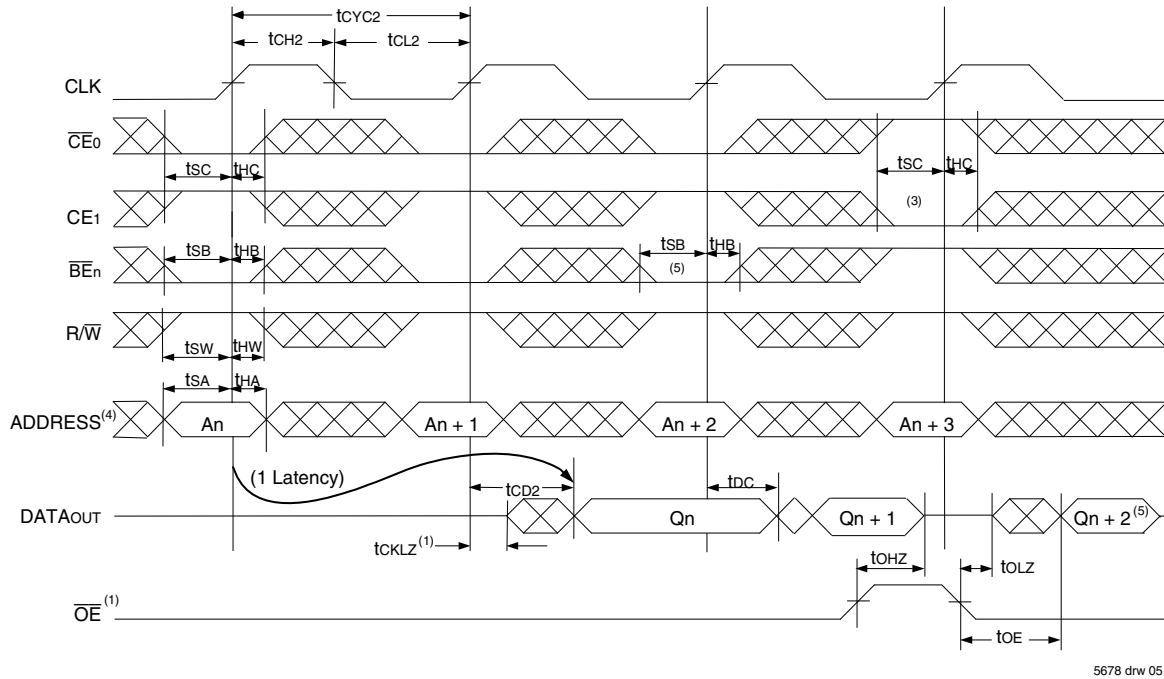 tCYC2
tCH2 tCL2
CLK
CE0
tSC tHC tSC tHC
CE1 (3)
tSB tHB tSB tHB
BEn (5)
R/W
tSW tHW
tSA tHA
ADDRESS(4) An An + 1 An + 2 An + 3
(1 Latency) tCD2 tDC
DATAOUT Qn Qn + 1 Qn + 2(5)
tCKLZ(1) tOHZ tOLZ
OE(1)
tOE
5678 drw 05